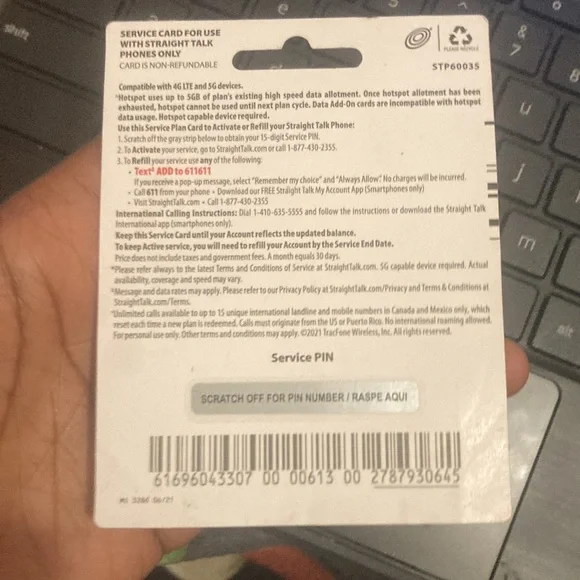 SERVICE CARD FOR USE
WITH STRAIGHT TALK
PHONES ONLY
CARD IS NON-REFUNDABLE
PLEASE RECYCLE
STP60035
Compatible with 4G LTE and 5G devices.
*Hotspot uses up to 5GB of plan's existing high speed data allotment. Once hotspot allotment has been
exhausted, hotspot cannot be used until next plan cycle. Data Add-On cards are incompatible with hotspot
data usage. Hotspot capable device required.
Use this Service Plan Card to Activate or Refill your Straight Talk Phone:
1. Scratch off the gray strip below to obtain your 15-digit Service PIN.
2. To Activate your service, go to StraightTalk.com or call 1-877-430-2355.
3. To Refill your service use any of the following:
• Text‡ ADD to 611611
If you receive a pop-up message, select "Remember my choice" and "Always Allow". No charges will be incurred.
• Call 611 from your phone • Download our FREE Straight Talk My Account App (Smartphones only)
• Visit StraightTalk.com • Call 1-877-430-2355
International Calling Instructions: Dial 1-410-635-5355 and follow the instructions or download the Straight Talk
International app (smartphones only).
Keep this Service Card until your Account reflects the updated balance.
To keep Active service, you will need to refill your Account by the Service End Date.
Price does not include taxes and government fees. A month equals 30 days.
Please refer always to the latest Terms and Conditions of Service at StraightTalk.com. 5G capable device required. Actual
availability, coverage and speed may vary.
‡Message and data rates may apply. Please refer to our Privacy Policy at StraightTalk.com/Privacy and Terms & Conditions at
StraightTalk.com/Terms.
Unlimited calls available to up to 15 unique international landline and mobile numbers in Canada and Mexico only, which
reset each time a new plan is redeemed. Calls must originate from the US or Puerto Rico. No international roaming allowed.
For personal use only. Other terms and conditions may apply. ©2021 TracFone Wireless, Inc. All rights reserved.
Service PIN
SCRATCH OFF FOR PIN NUMBER / RASPE AQUI
61696043307 00 00613 00 2787930645
shift
e
&
7
8
u
j
m
alt